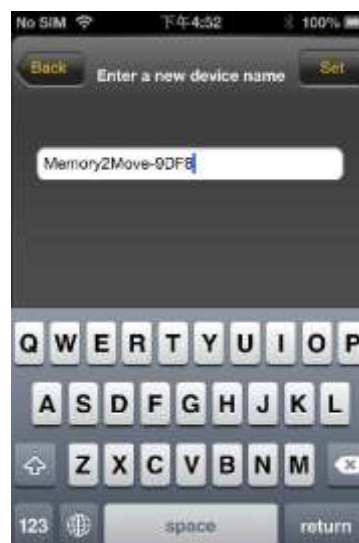 No SIM 下午4:52 100%
Back Enter a new device name Set
Memory2Move-9DF8
Q W E R T Y U I O P
A S D F G H J K L
Z X C V B N M
123 space return